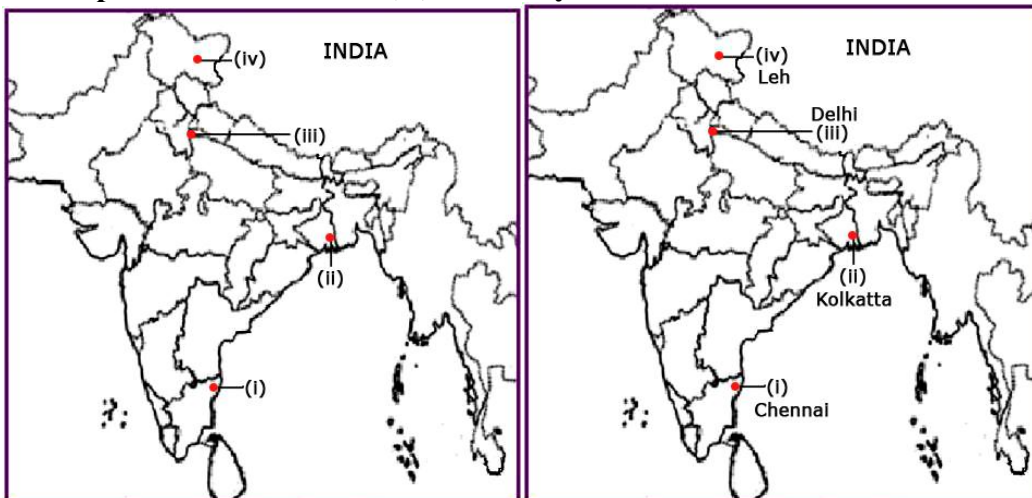 INDIA
(iv)
(iii)
(ii)
(i)
INDIA
(iv)
Leh
Delhi
(iii)
(ii)
Kolkatta
(i)
Chennai